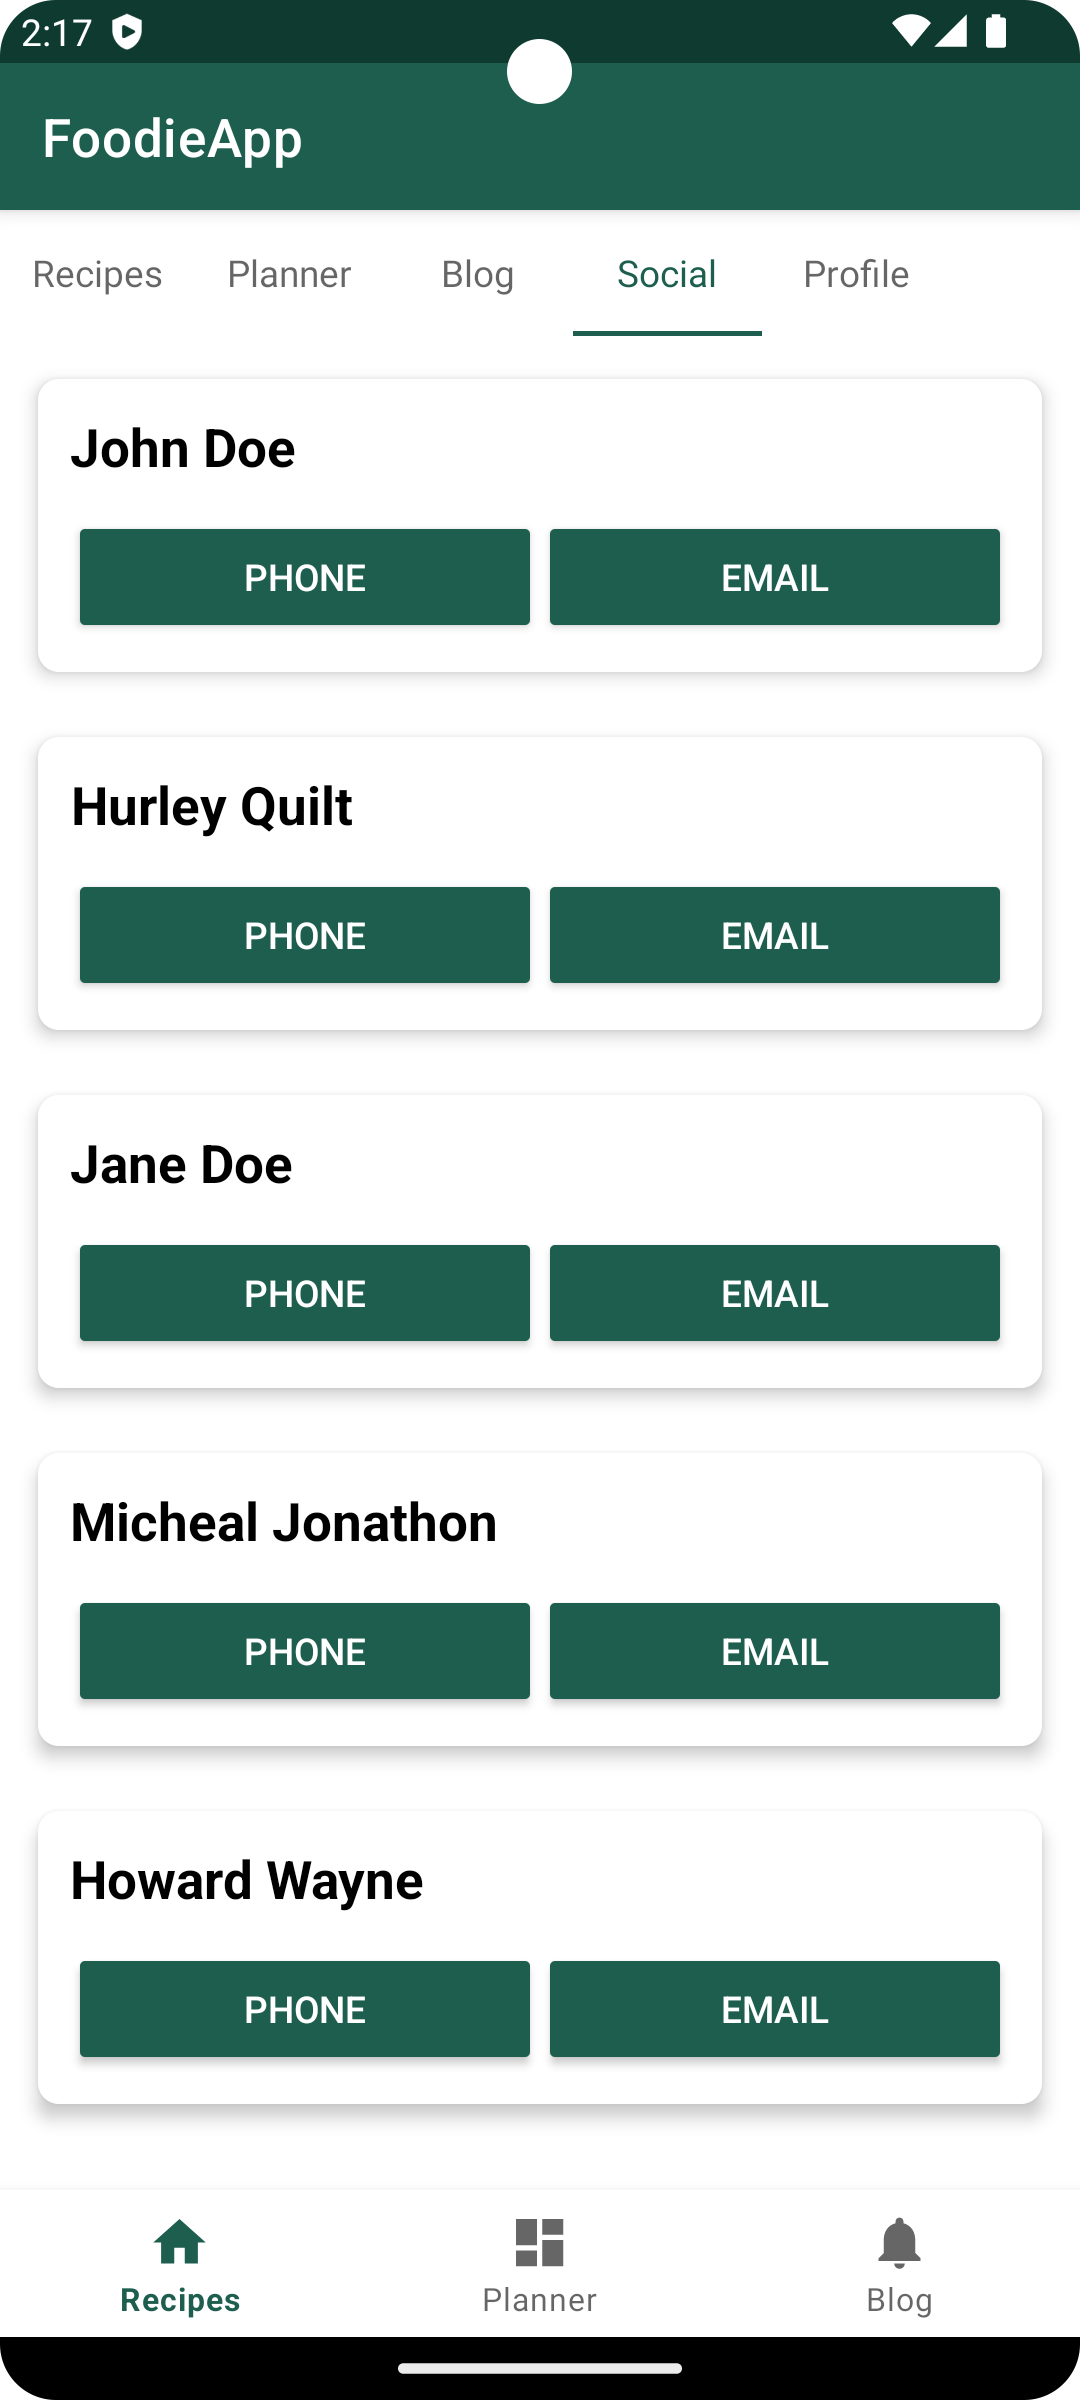 2:17
FoodieApp
Recipes Planner Blog Social Profile
John Doe
PHONE EMAIL
Hurley Quilt
PHONE EMAIL
Jane Doe
PHONE EMAIL
Micheal Jonathon
PHONE EMAIL
Howard Wayne
PHONE EMAIL
Recipes Planner Blog